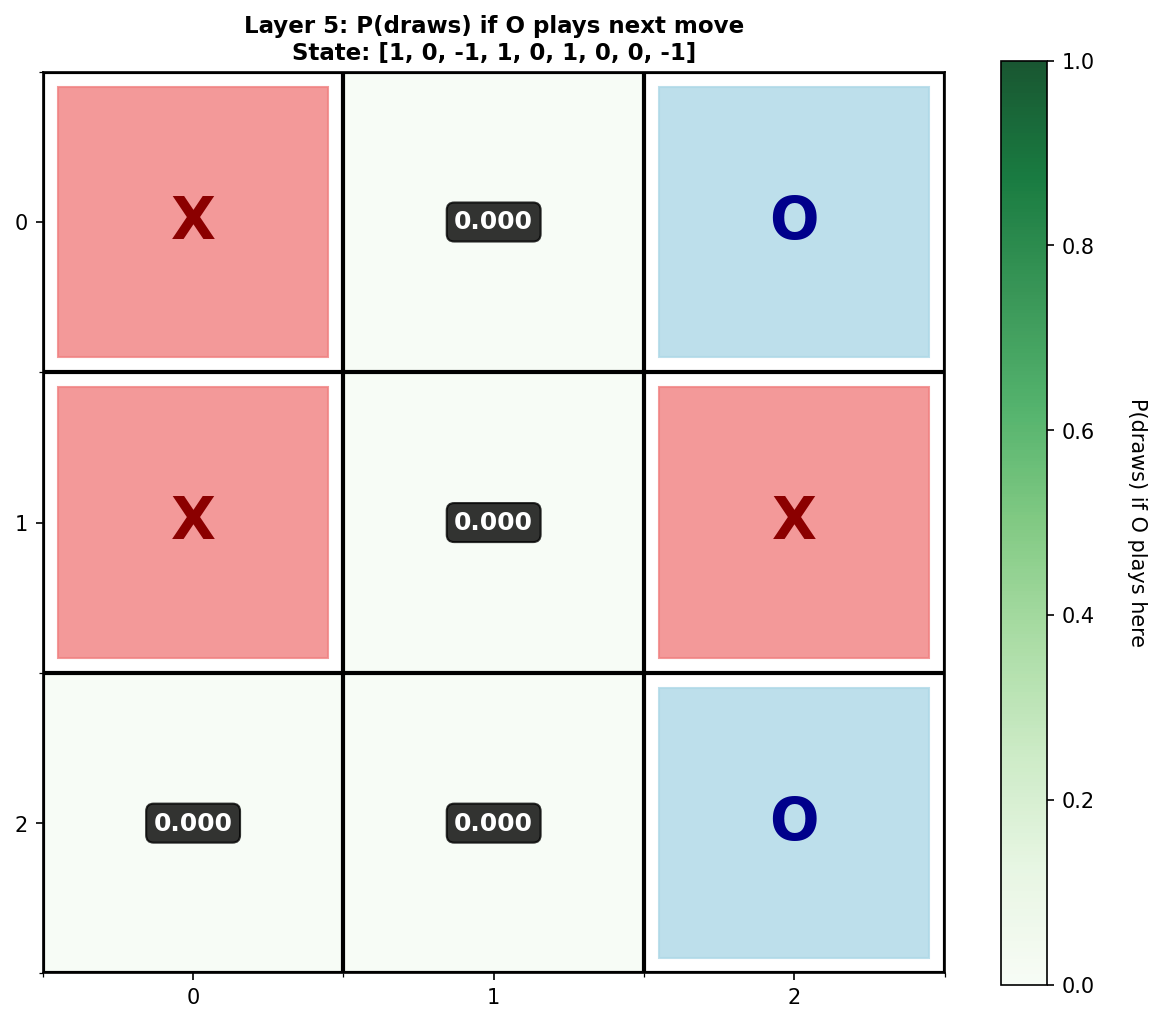 Layer 5: P(draws) if O plays next move
State: [1, 0, -1, 1, 0, 1, 0, 0, -1]
X
0.000
O
X
0.000
X
0.000
0.000
O
0
1
2
0
1
2
1.0
0.8
0.6
0.4
0.2
0.0
P(draws) if O plays here